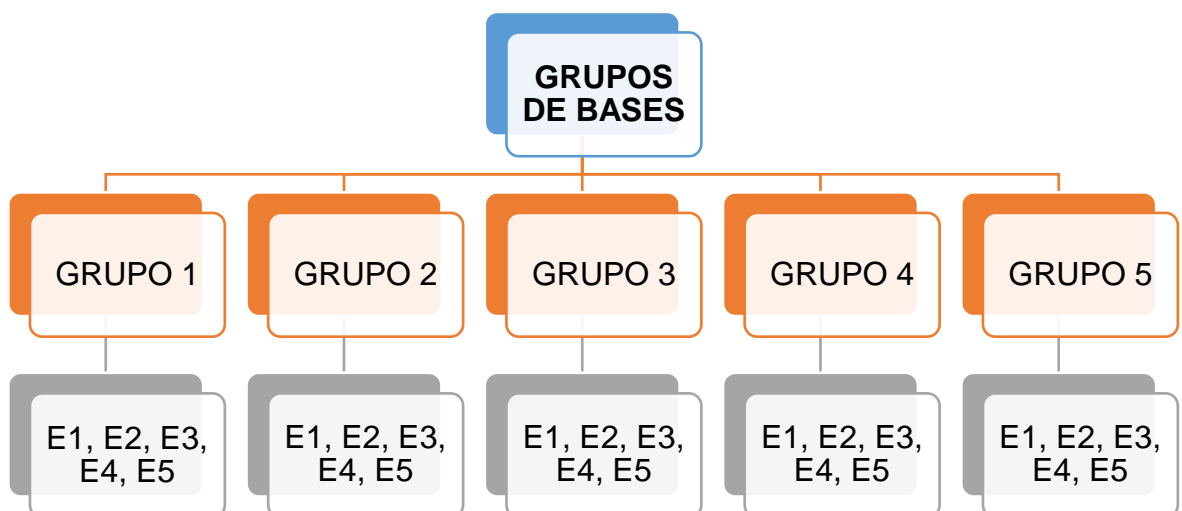 GRUPOS
DE BASES
GRUPO 1
GRUPO 2
GRUPO 3
GRUPO 4
GRUPO 5
E1, E2, E3,
E4, E5
E1, E2, E3,
E4, E5
E1, E2, E3,
E4, E5
E1, E2, E3,
E4, E5
E1, E2, E3,
E4, E5